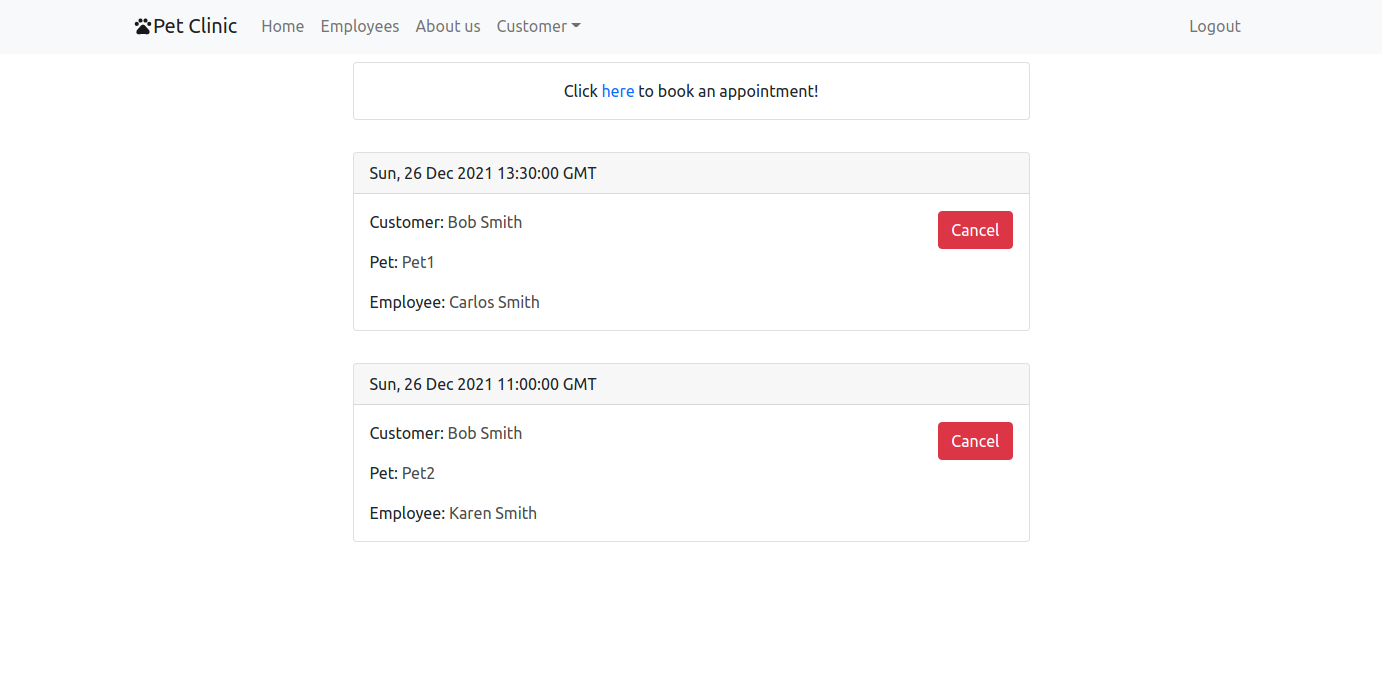 Pet Clinic Home Employees About us Customer Logout
Click here to book an appointment!
Sun, 26 Dec 2021 13:30:00 GMT
Customer: Bob Smith
Cancel
Pet: Pet1
Employee: Carlos Smith
Sun, 26 Dec 2021 11:00:00 GMT
Customer: Bob Smith
Cancel
Pet: Pet2
Employee: Karen Smith